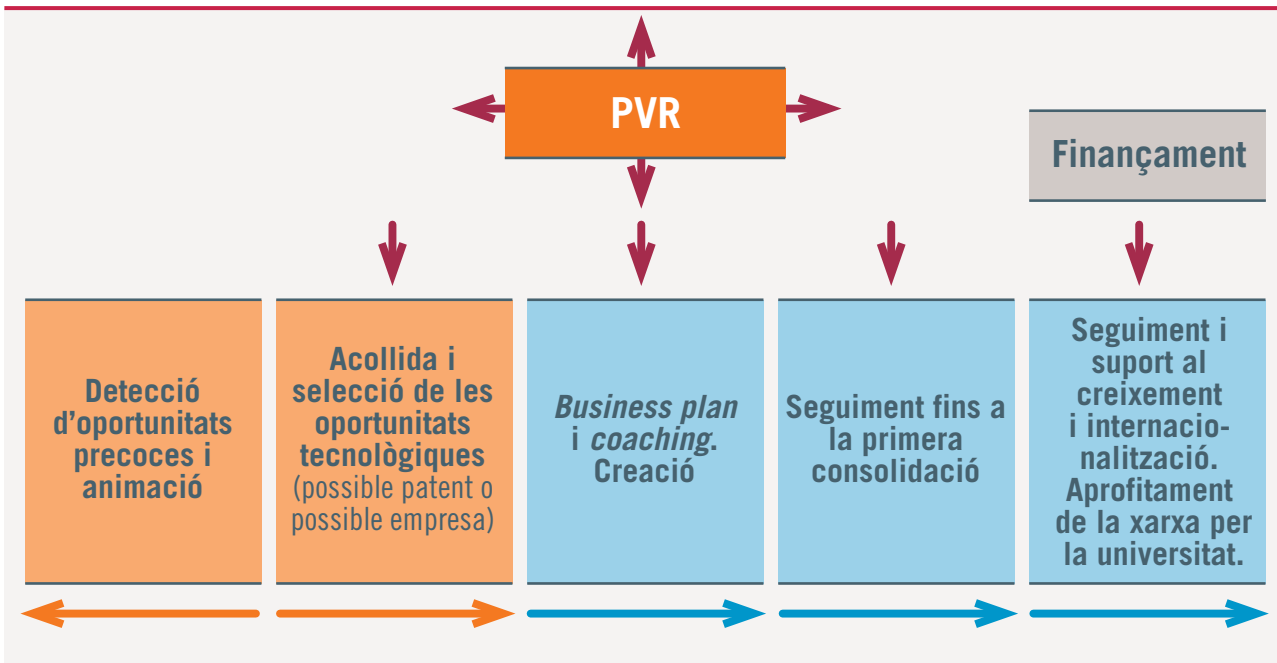 PVR
Finançament
Detecció
d’oportunitats
precoces i
animació
Acollida i
selecció de les
oportunitats
tecnològiques
(possible patent o
possible empresa)
Business plan
i coaching.
Creació
Seguiment fins a
la primera
consolidació
Seguiment i
suport al
creixement
i internacio-
nalització.
Aprofitament
de la xarxa per
la universitat.